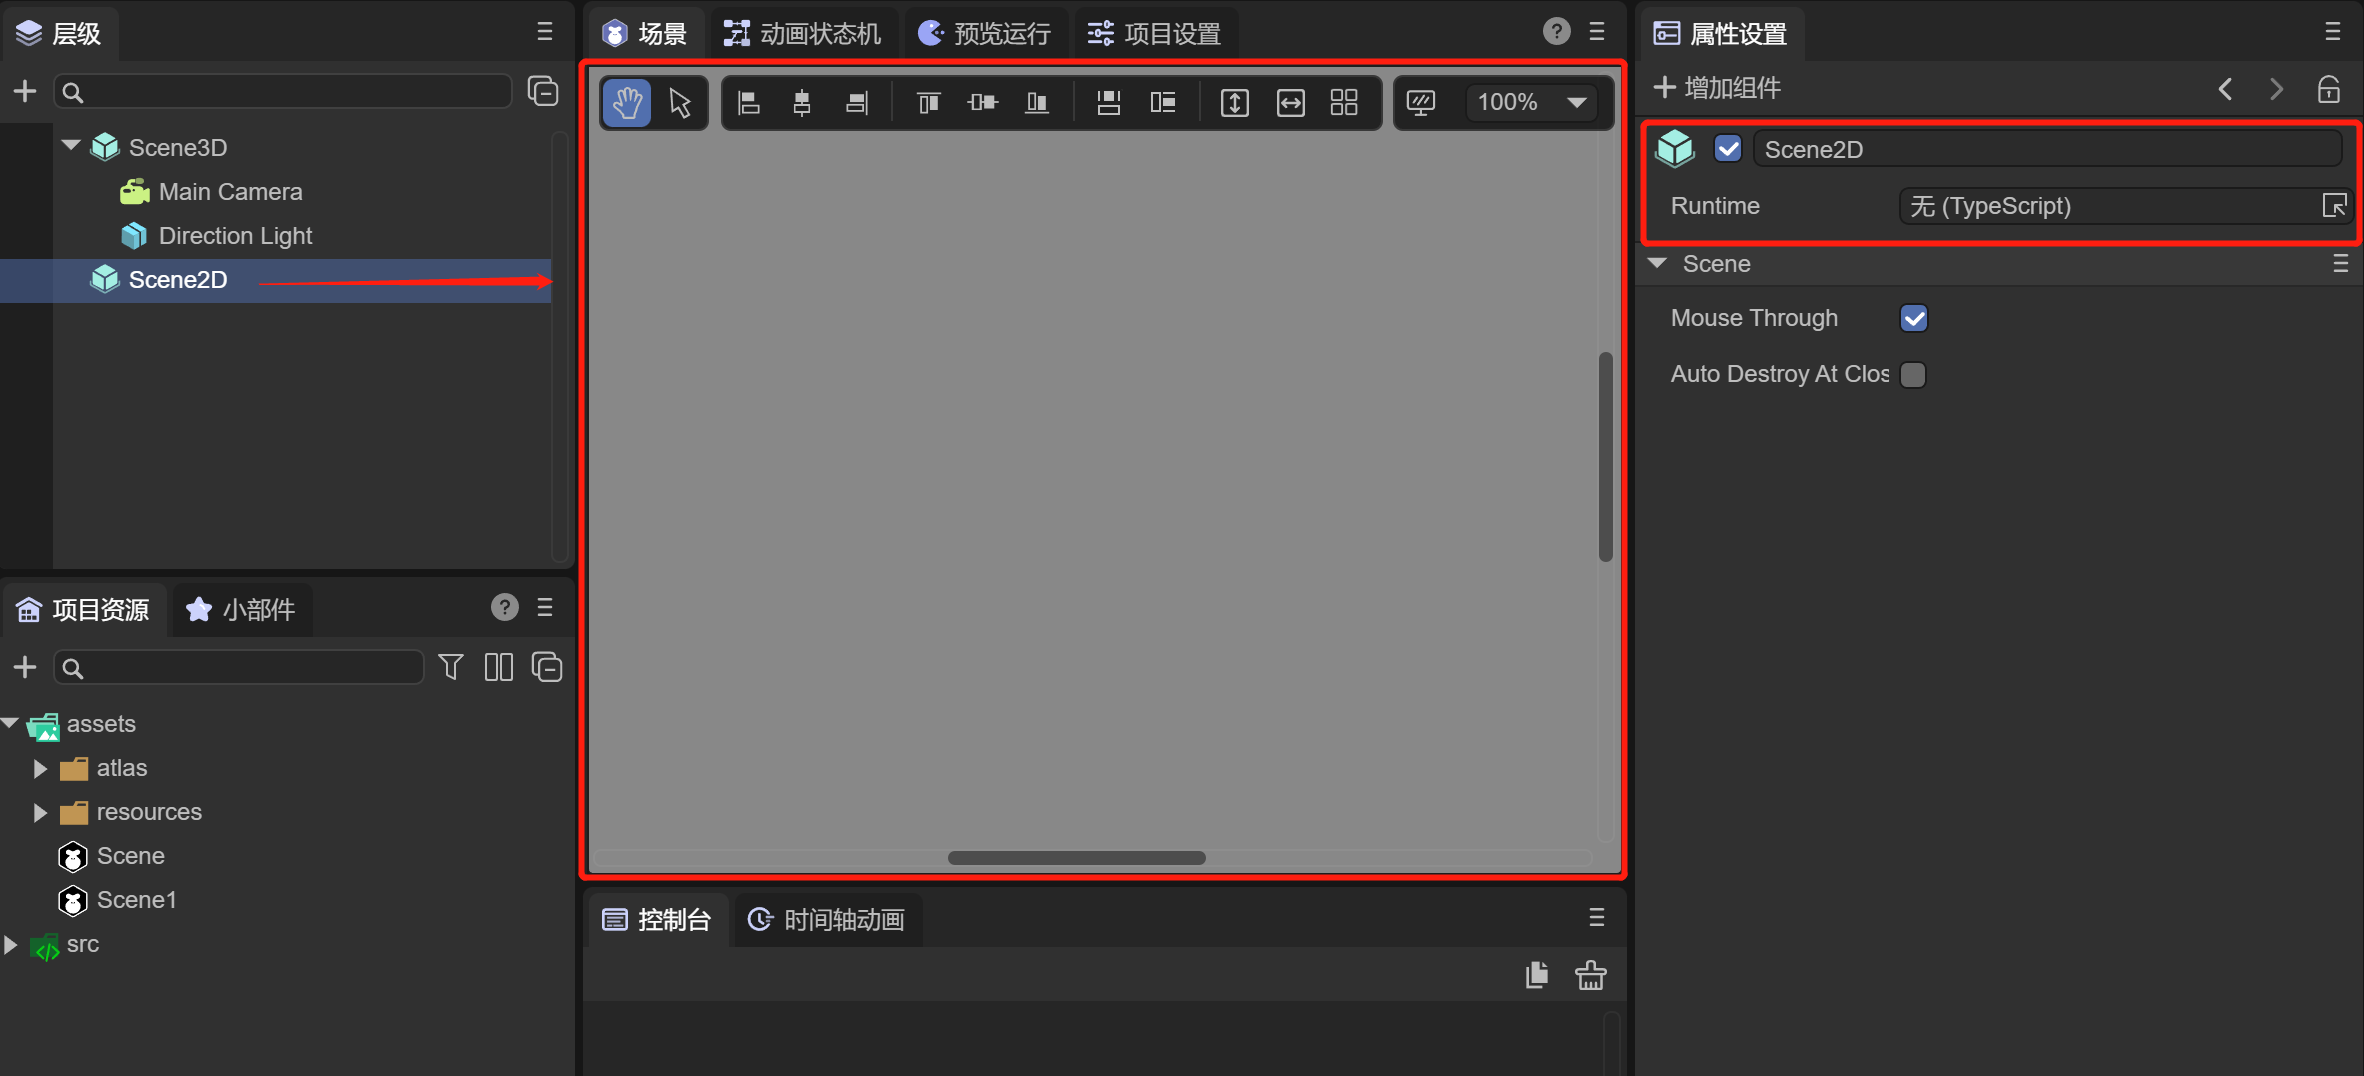 层级
Scene3D
Main Camera
Direction Light
Scene2D
项目资源
小部件
assets
atlas
resources
Scene
Scene1
src
场景
动画状态机
预览运行
项目设置
100%
控制台
时间轴动画
属性设置
增加组件
Scene2D
Runtime
无 (TypeScript)
Scene
Mouse Through
Auto Destroy At Clos